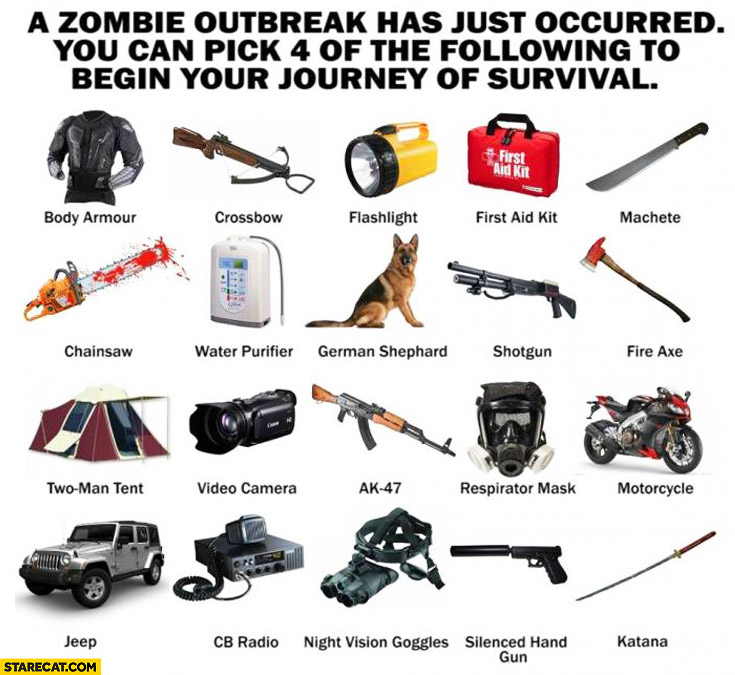 A ZOMBIE OUTBREAK HAS JUST OCCURRED.
YOU CAN PICK 4 OF THE FOLLOWING TO
BEGIN YOUR JOURNEY OF SURVIVAL.
First
Aid Kit
Body Armour
Crossbow
Flashlight
First Aid Kit
Machete
Chainsaw
Water Purifier
German Shephard
Shotgun
Fire Axe
Canon
Two-Man Tent
Video Camera
AK-47
Respirator Mask
Motorcycle
Jeep
CB Radio
Night Vision Goggles
Silenced Hand
Gun
Katana
STARECAT.COM